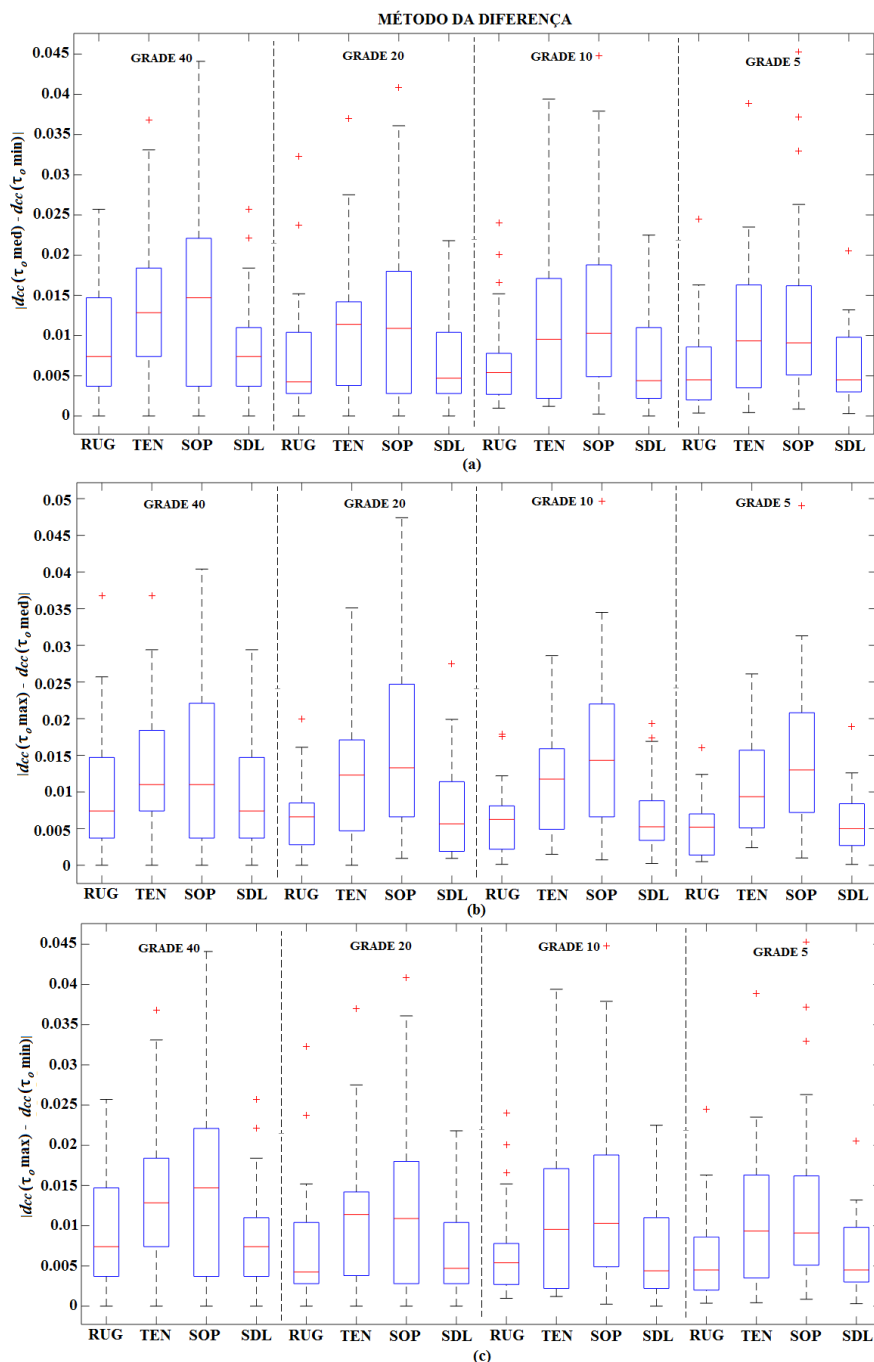 MÉTODO DA DIFERENÇA
|dcc(τₒ med) - dcc(τₒ min)|
GRADE 40 GRADE 20 GRADE 10 GRADE 5
0.045
0.04
0.035
0.03
0.025
0.02
0.015
0.01
0.005
0
RUG TEN SOP SDL RUG TEN SOP SDL RUG TEN SOP SDL RUG TEN SOP SDL
(a)
|dcc(τₒ max) - dcc(τₒ med)|
GRADE 40 GRADE 20 GRADE 10 GRADE 5
0.05
0.045
0.04
0.035
0.03
0.025
0.02
0.015
0.01
0.005
0
RUG TEN SOP SDL RUG TEN SOP SDL RUG TEN SOP SDL RUG TEN SOP SDL
(b)
|dcc(τₒ max) - dcc(τₒ min)|
GRADE 40 GRADE 20 GRADE 10 GRADE 5
0.045
0.04
0.035
0.03
0.025
0.02
0.015
0.01
0.005
0
RUG TEN SOP SDL RUG TEN SOP SDL RUG TEN SOP SDL RUG TEN SOP SDL
(c)